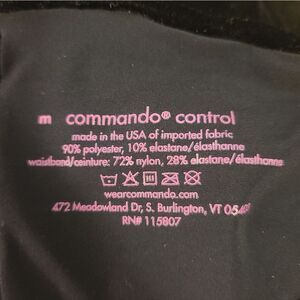 m commando® control
made in the USA of imported fabric
90% polyester, 10% elastane/élasthanne
waistband/ceinture: 72% nylon, 28% elastane/élasthanne
wearcommando.com
472 Meadowland Dr, S. Burlington, VT
RN# 115807